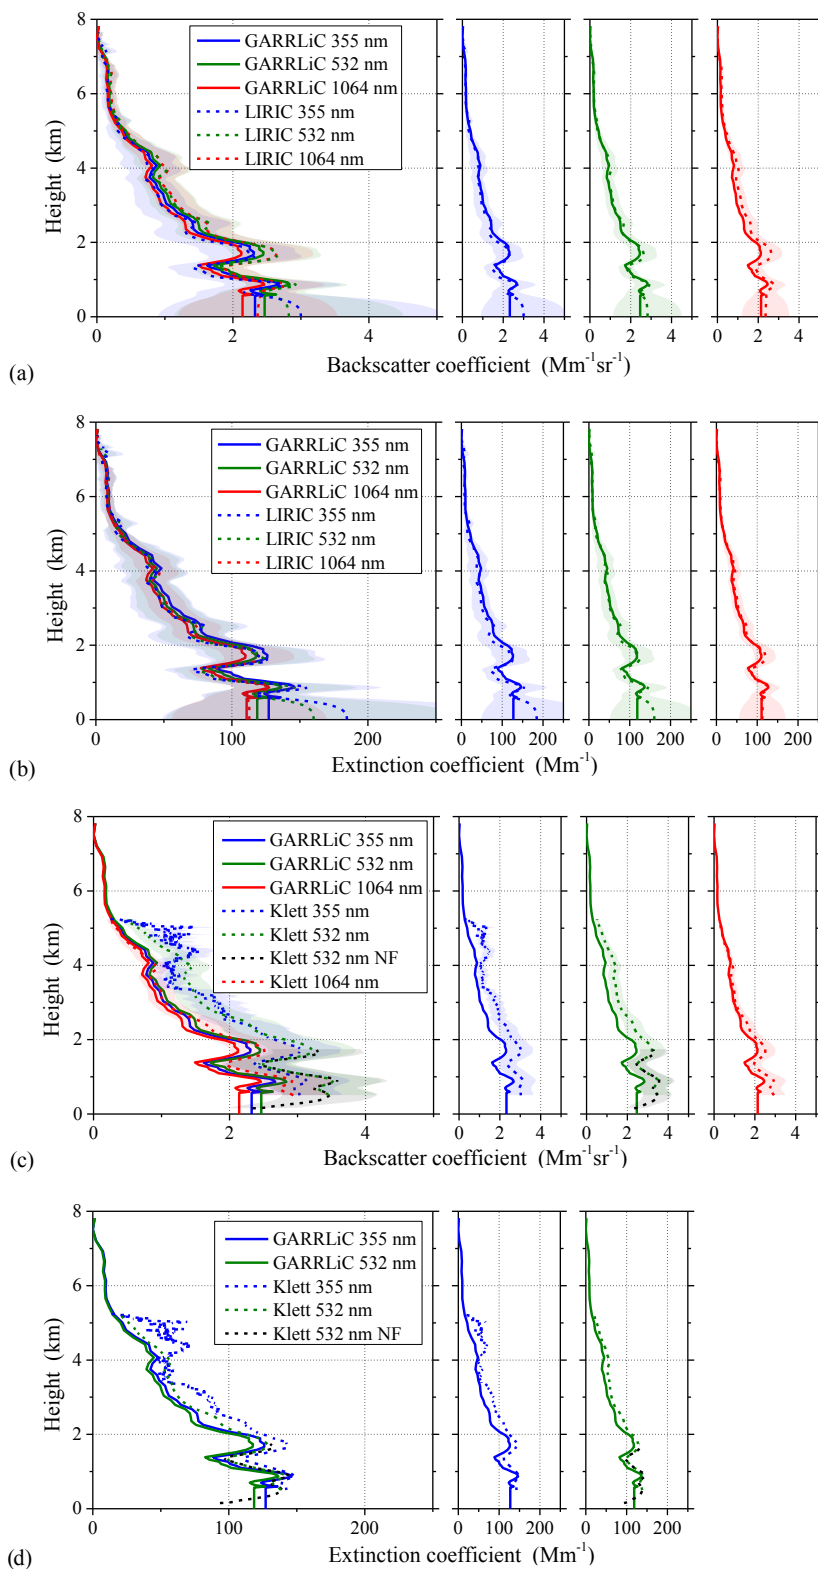 8
6
4
2
0
Height (km)
GARRLiC 355 nm
GARRLiC 532 nm
GARRLiC 1064 nm
LIRIC 355 nm
LIRIC 532 nm
LIRIC 1064 nm
0 2 4 0 2 4 0 2 4 0 2 4
(a)
Backscatter coefficient (Mm⁻¹sr⁻¹)
8
6
4
2
0
Height (km)
GARRLiC 355 nm
GARRLiC 532 nm
GARRLiC 1064 nm
LIRIC 355 nm
LIRIC 532 nm
LIRIC 1064 nm
0 100 200 0 100 200 0 100 200 0 100 200
(b)
Extinction coefficient (Mm⁻¹)
8
6
4
2
0
Height (km)
GARRLiC 355 nm
GARRLiC 532 nm
GARRLiC 1064 nm
Klett 355 nm
Klett 532 nm
Klett 532 nm NF
Klett 1064 nm
0 2 4 0 2 4 0 2 4 0 2 4
(c)
Backscatter coefficient (Mm⁻¹sr⁻¹)
8
6
4
2
0
Height (km)
GARRLiC 355 nm
GARRLiC 532 nm
Klett 355 nm
Klett 532 nm
Klett 532 nm NF
0 100 200 0 100 200 0 100 200
(d)
Extinction coefficient (Mm⁻¹)